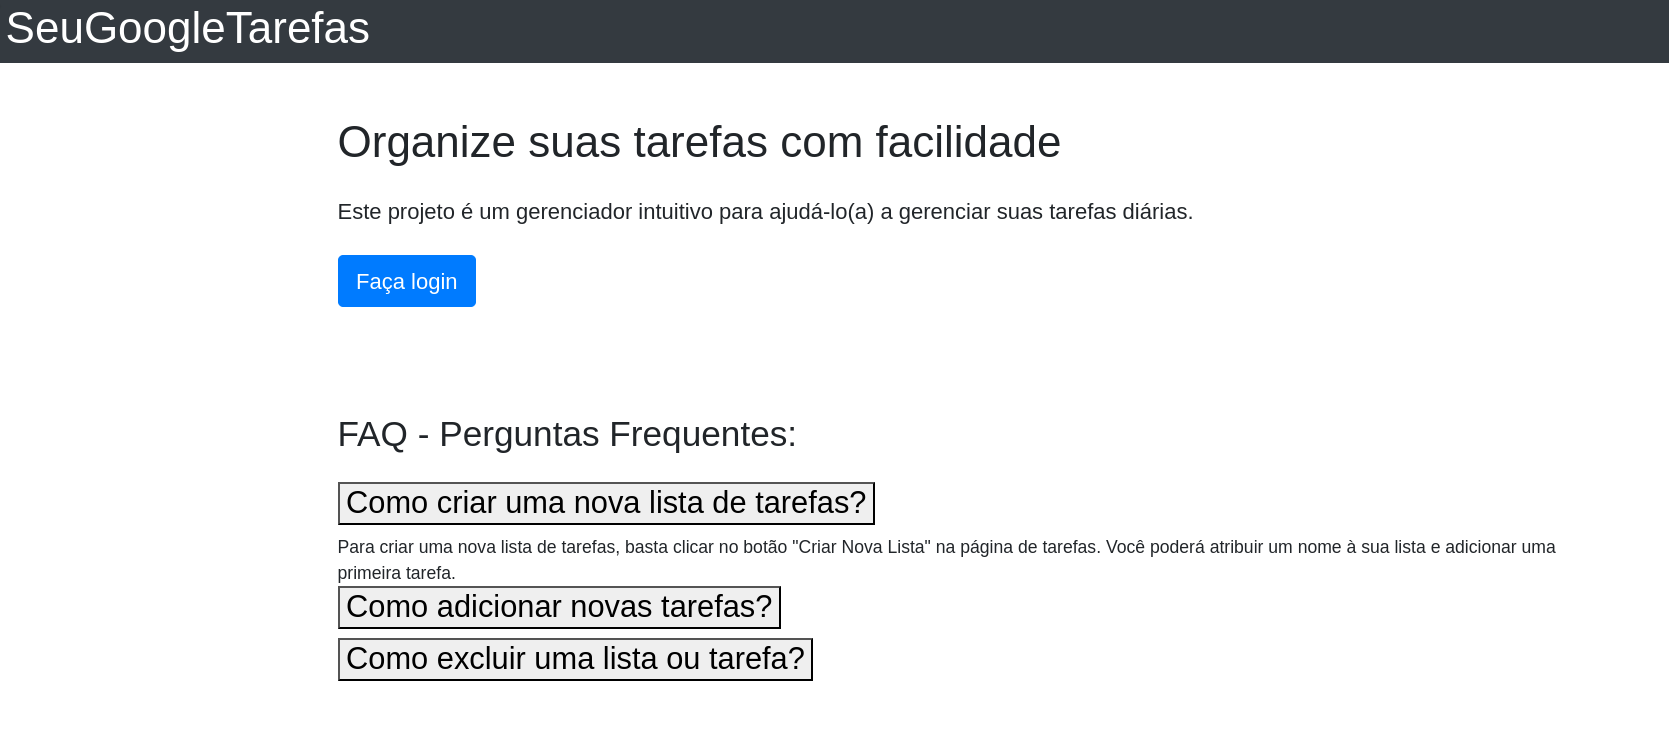 SeuGoogleTarefas
Organize suas tarefas com facilidade
Este projeto é um gerenciador intuitivo para ajudá-lo(a) a gerenciar suas tarefas diárias.
Faça login
FAQ - Perguntas Frequentes:
Como criar uma nova lista de tarefas?
Para criar uma nova lista de tarefas, basta clicar no botão "Criar Nova Lista" na página de tarefas. Você poderá atribuir um nome à sua lista e adicionar uma
primeira tarefa.
Como adicionar novas tarefas?
Como excluir uma lista ou tarefa?